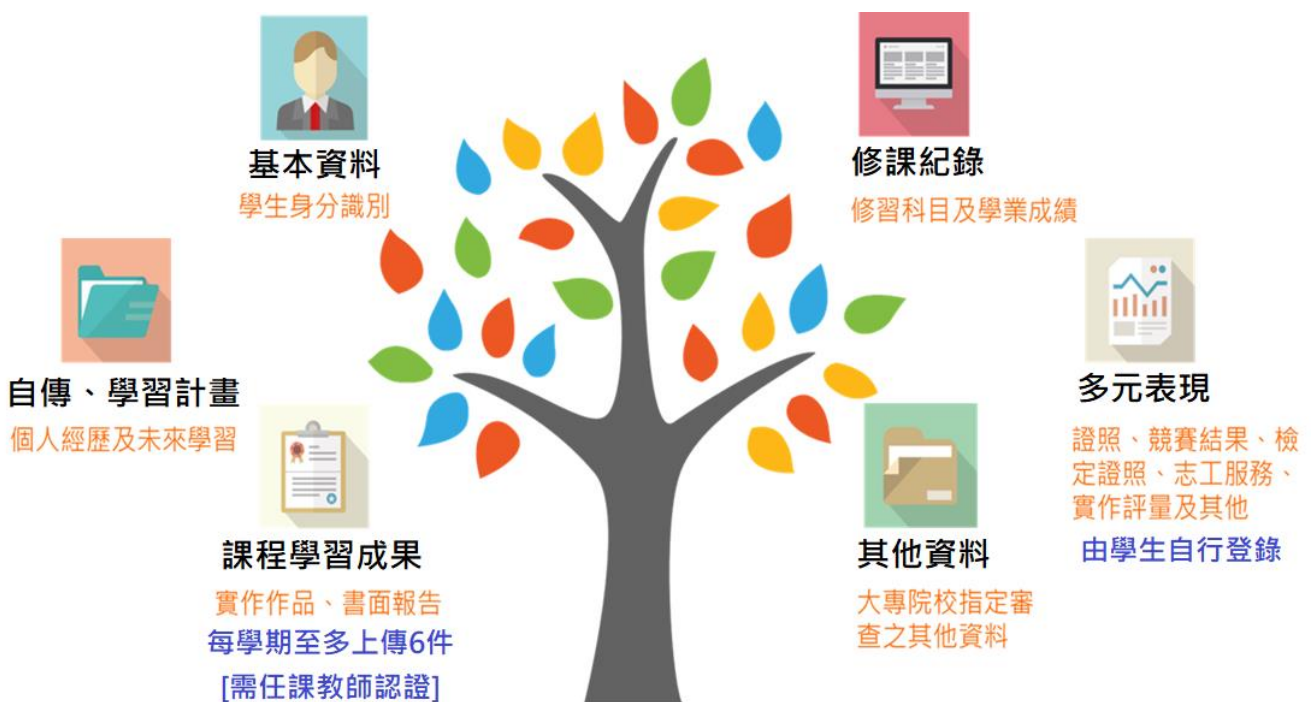 基本資料
學生身分識別
修課紀錄
修習科目及學業成績
自傳、學習計畫
個人經歷及未來學習
多元表現
證照、競賽結果、檢
定證照、志工服務、
實作評量及其他
由學生自行登錄
課程學習成果
實作作品、書面報告
每學期至多上傳6件
[需任課教師認證]
其他資料
大專院校指定審
查之其他資料